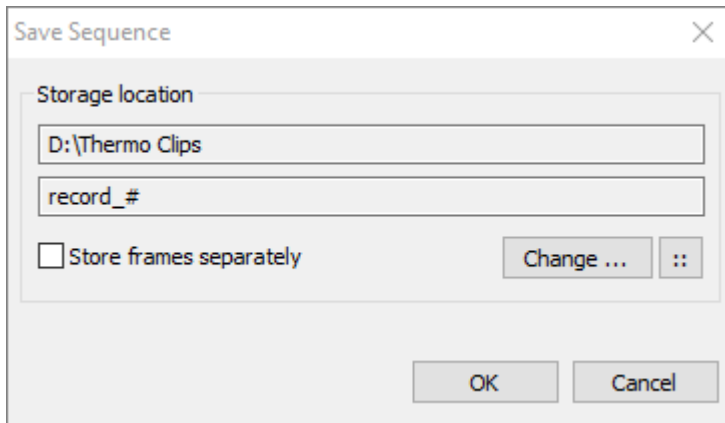 Save Sequence
Storage location
D:\Thermo Clips
record_#
Store frames separately
Change ... ::
OK Cancel